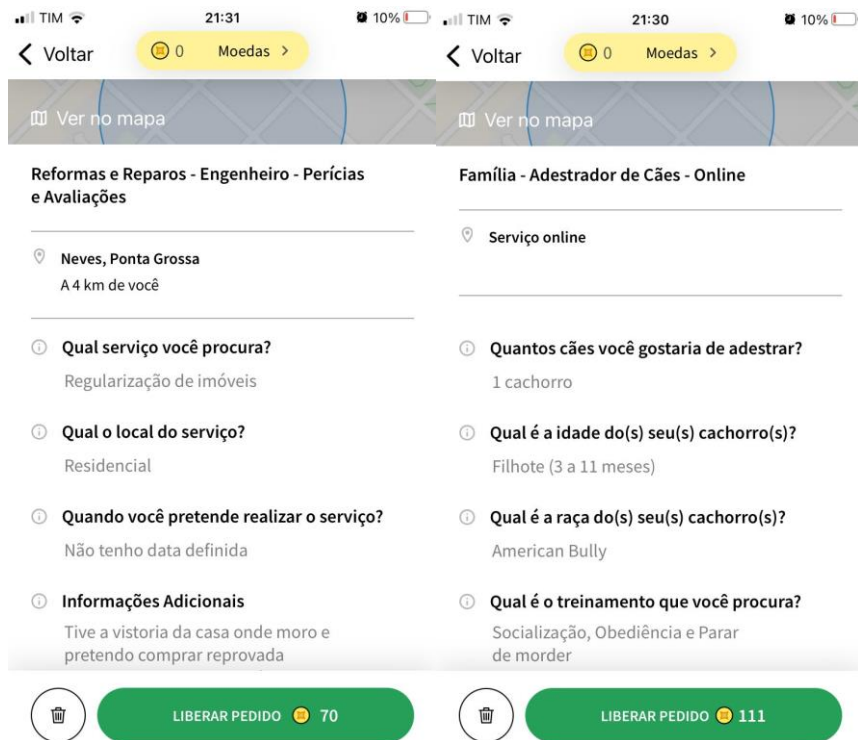 TIM
21:31
10%
Voltar
0 Moedas >
Ver no mapa
Reformas e Reparos - Engenheiro - Perícias
e Avaliações
Neves, Ponta Grossa
A 4 km de você
Qual serviço você procura?
Regularização de imóveis
Qual o local do serviço?
Residencial
Quando você pretende realizar o serviço?
Não tenho data definida
Informações Adicionais
Tive a vistoria da casa onde moro e
pretendo comprar reprovada
LIBERAR PEDIDO 70
TIM
21:30
10%
Voltar
0 Moedas >
Ver no mapa
Família - Adestrador de Cães - Online
Serviço online
Quantos cães você gostaria de adestrar?
1 cachorro
Qual é a idade do(s) seu(s) cachorro(s)?
Filhote (3 a 11 meses)
Qual é a raça do(s) seu(s) cachorro(s)?
American Bully
Qual é o treinamento que você procura?
Socialização, Obediência e Parar
de morder
LIBERAR PEDIDO 111